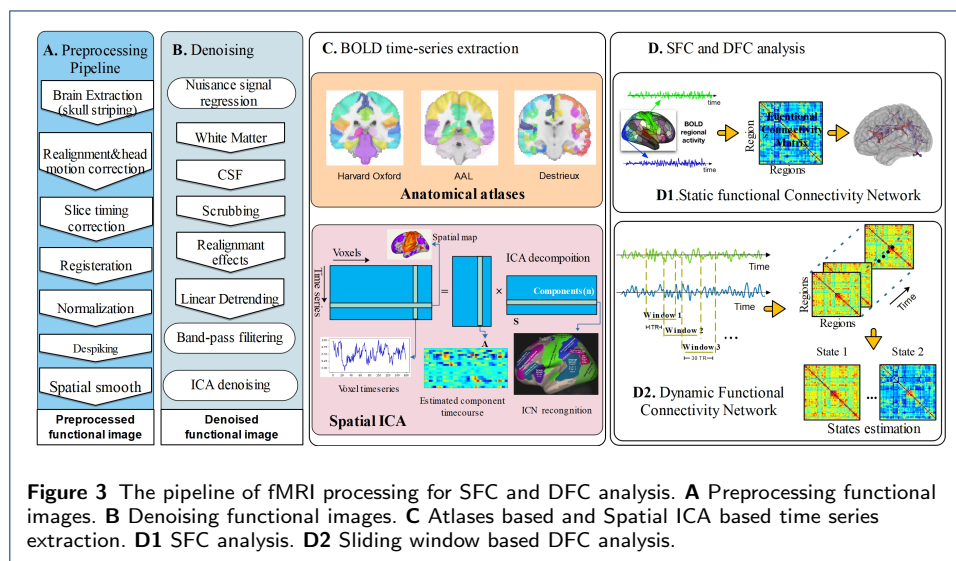 A. Preprocessing
Pipeline
Brain Extraction
(skull striping)
Realignment&head
motion correction
Slice timing
correction
Registeration
Normalization
Despiking
Spatial smooth
Preprocessed
functional image
B. Denoising
Nuisance signal
regression
White Matter
CSF
Scrubbing
Realignmant
effects
Linear Detrending
Band-pass filitering
ICA denoising
Denoised
functional image
C. BOLD time-series extraction
Harvard Oxford
AAL
Destrieux
Anatomical atlases
Voxels
Spatial map
Time series
ICA decompoition
=
×
Components(n)
S
A
Voxel timeseries
Estimated component
timecourse
ICN recongnition
Spatial ICA
D. SFC and DFC analysis
time
BOLD
regional
activity
time
Region
Functional
Connectivity
Matrix
Regions
D1.Static functional Connectivity Network
Time
Time
Window 1
Window 2
Window 3
...
Regions
Regions
Time
State 1
State 2
...
States estimation
D2. Dynamic Functional
Connectivity Network
Figure 3 The pipeline of fMRI processing for SFC and DFC analysis. A Preprocessing functional
images. B Denoising functional images. C Atlases based and Spatial ICA based time series
extraction. D1 SFC analysis. D2 Sliding window based DFC analysis.